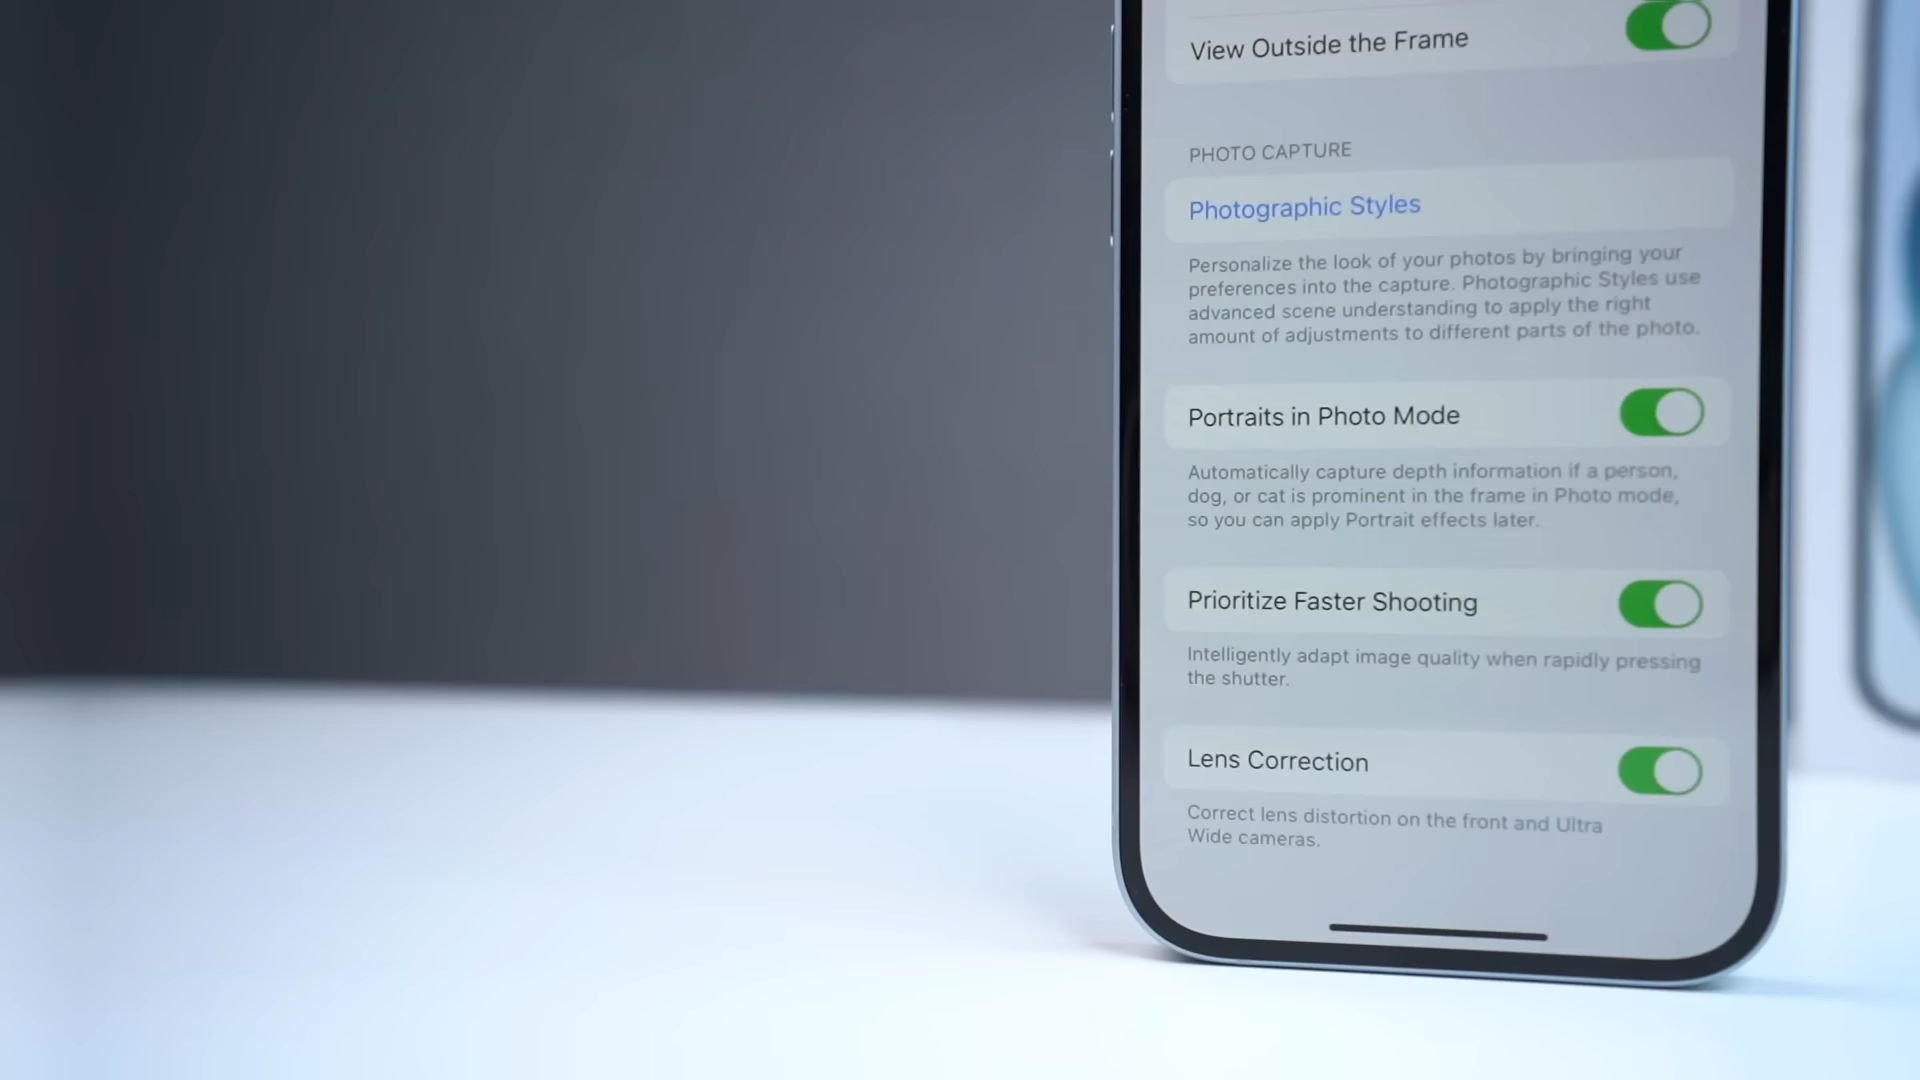 View Outside the Frame
PHOTO CAPTURE
Photographic Styles
Personalize the look of your photos by bringing your
preferences into the capture. Photographic Styles use
advanced scene understanding to apply the right
amount of adjustments to different parts of the photo.
Portraits in Photo Mode
Automatically capture depth information if a person,
dog, or cat is prominent in the frame in Photo mode,
so you can apply Portrait effects later.
Prioritize Faster Shooting
Intelligently adapt image quality when rapidly pressing
the shutter.
Lens Correction
Correct lens distortion on the front and Ultra
Wide cameras.